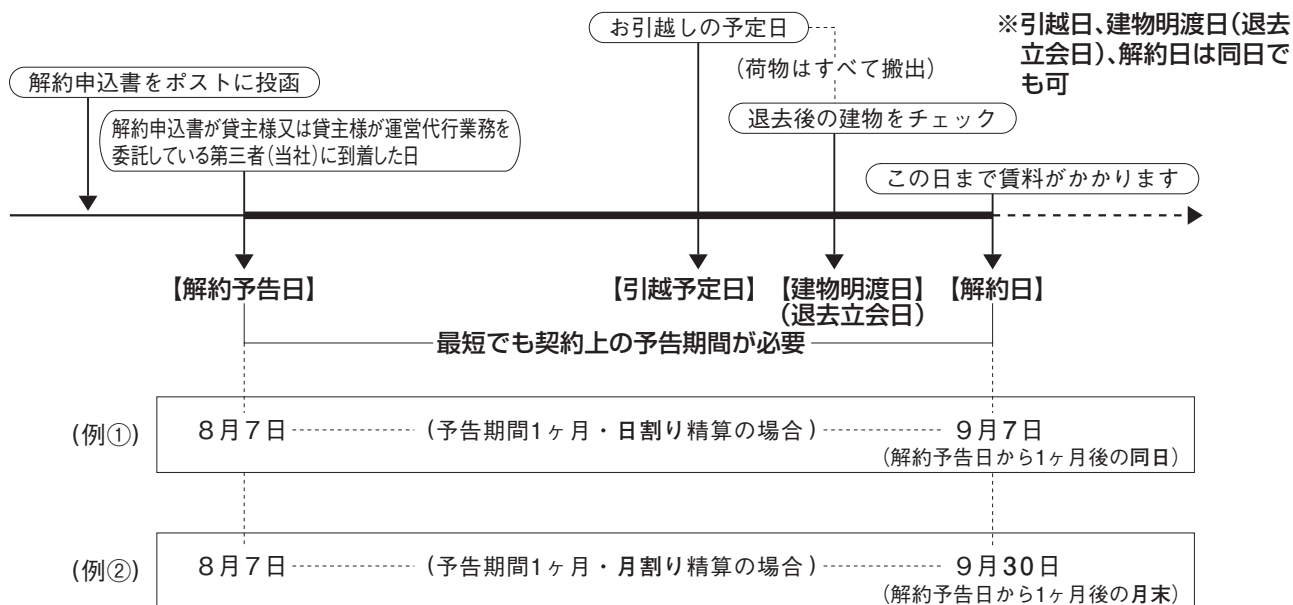 お引越しの予定日
※引越日、建物明渡日(退去
立会日)、解約日は同日で
も可
(荷物はすべて搬出)
解約申込書をポストに投函
退去後の建物をチェック
解約申込書が貸主様又は貸主様が運営代行業務を
委託している第三者(当社)に到着した日
この日まで賃料がかかります
【解約予告日】
【引越予定日】
【建物明渡日】
(退去立会日)
【解約日】
最短でも契約上の予告期間が必要
(例①) 8月7日 (予告期間1ヶ月・日割り精算の場合) 9月7日
(解約予告日から1ヶ月後の同日)
(例②) 8月7日 (予告期間1ヶ月・月割り精算の場合) 9月30日
(解約予告日から1ヶ月後の月末)